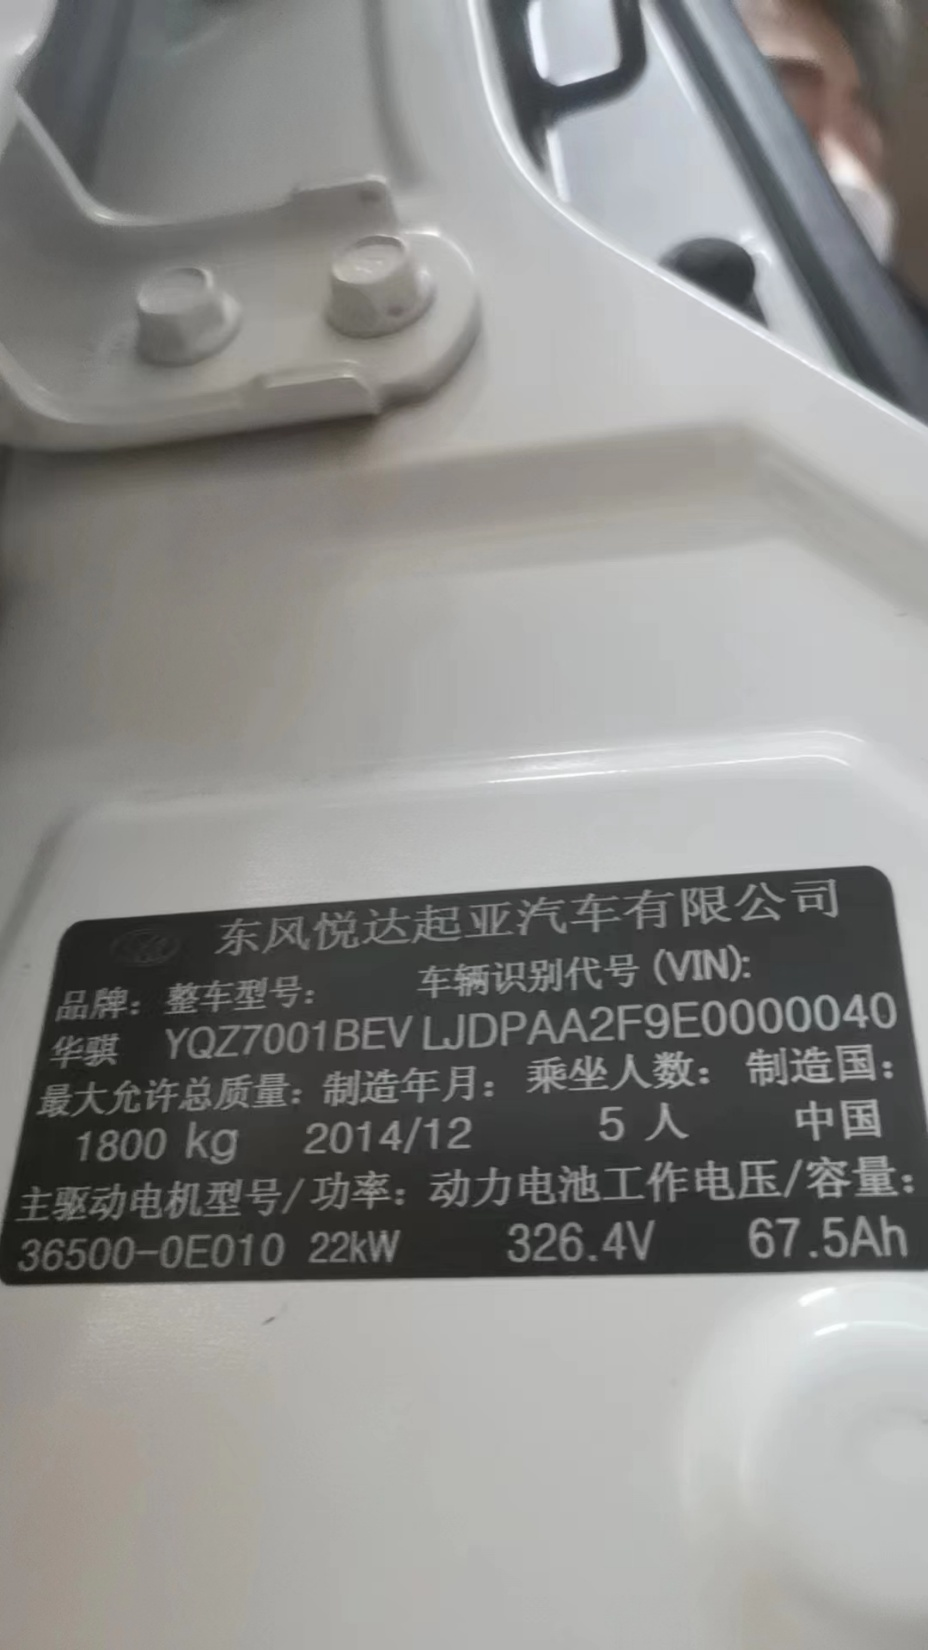 东风悦达起亚汽车有限公司
品牌：整车型号： 车辆识别代号 (VIN):
华骐 YQZ7001BEV LJDPAA2F9E0000040
最大允许总质量：制造年月：乘坐人数：制造国：
1800 kg 2014/12 5 人 中国
主驱动电机型号/功率：动力电池工作电压/容量：
36500-0E010 22kW 326.4V 67.5Ah